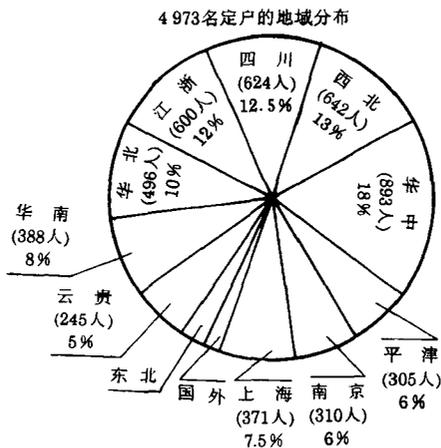 4973名定户的地域分布
四川
(624人)
12.5%
西北
(642人)
13%
华中
(893人)
18%
平津
(305人)
6%
南京
(310人)
6%
上海
(371人)
7.5%
国外
东北
云贵
(245人)
5%
华南
(388人)
8%
华北
(496人)
10%
江浙
(600人)
12%